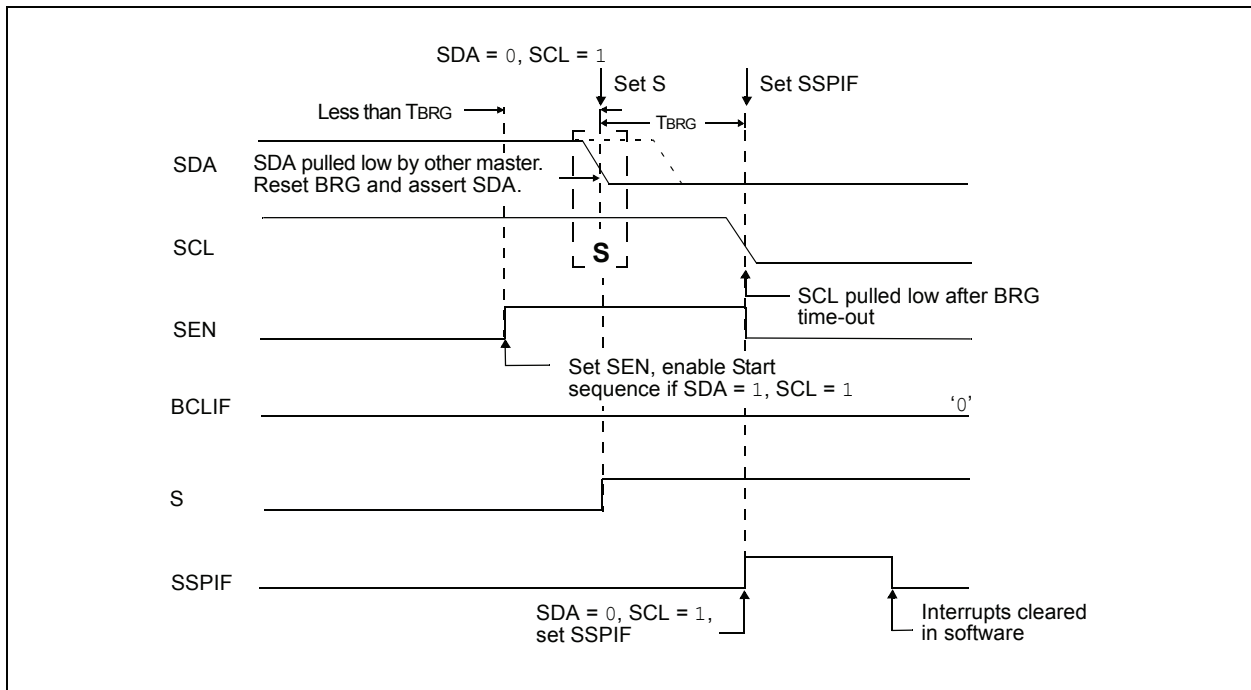 SDA = 0, SCL = 1
Set S
Set SSPIF
Less than TBRG
TBRG
SDA
SDA pulled low by other master.
Reset BRG and assert SDA.
SCL
S
SCL pulled low after BRG
time-out
SEN
Set SEN, enable Start
sequence if SDA = 1, SCL = 1
BCLIF
‘0’
S
SSPIF
SDA = 0, SCL = 1,
set SSPIF
Interrupts cleared
in software